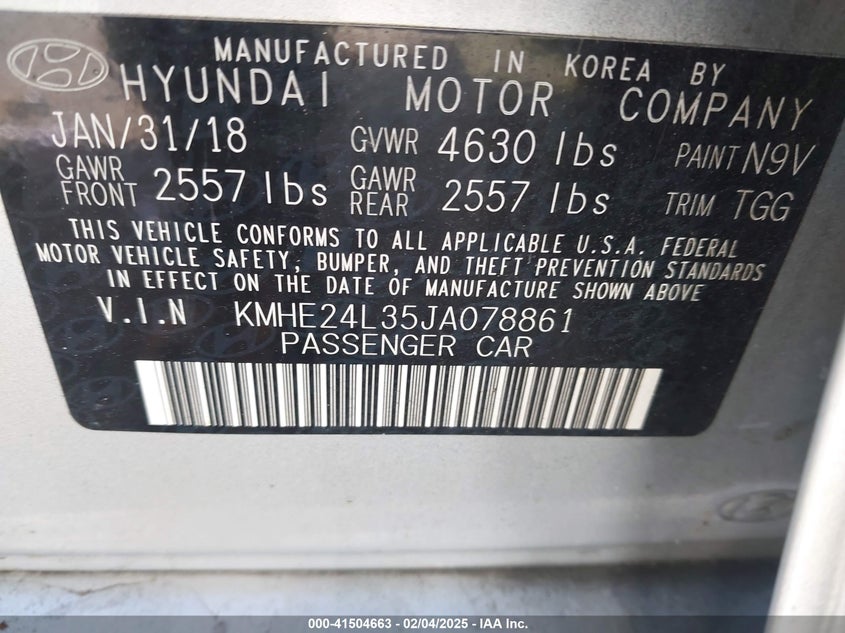 MANUFACTURED IN KOREA BY
HYUNDAI MOTOR COMPANY
JAN/31/18 GVWR 4630 lbs PAINT N9V
GAWR FRONT 2557 lbs GAWR REAR 2557 lbs TRIM TGG
THIS VEHICLE CONFORMS TO ALL APPLICABLE U.S.A. FEDERAL
MOTOR VEHICLE SAFETY, BUMPER, AND THEFT PREVENTION STANDARDS
IN EFFECT ON THE DATE OF MANUFACTURE SHOWN ABOVE
V.I.N KMHE24L35JA078861
PASSENGER CAR
000-41504663 - 02/04/2025 - IAA Inc.